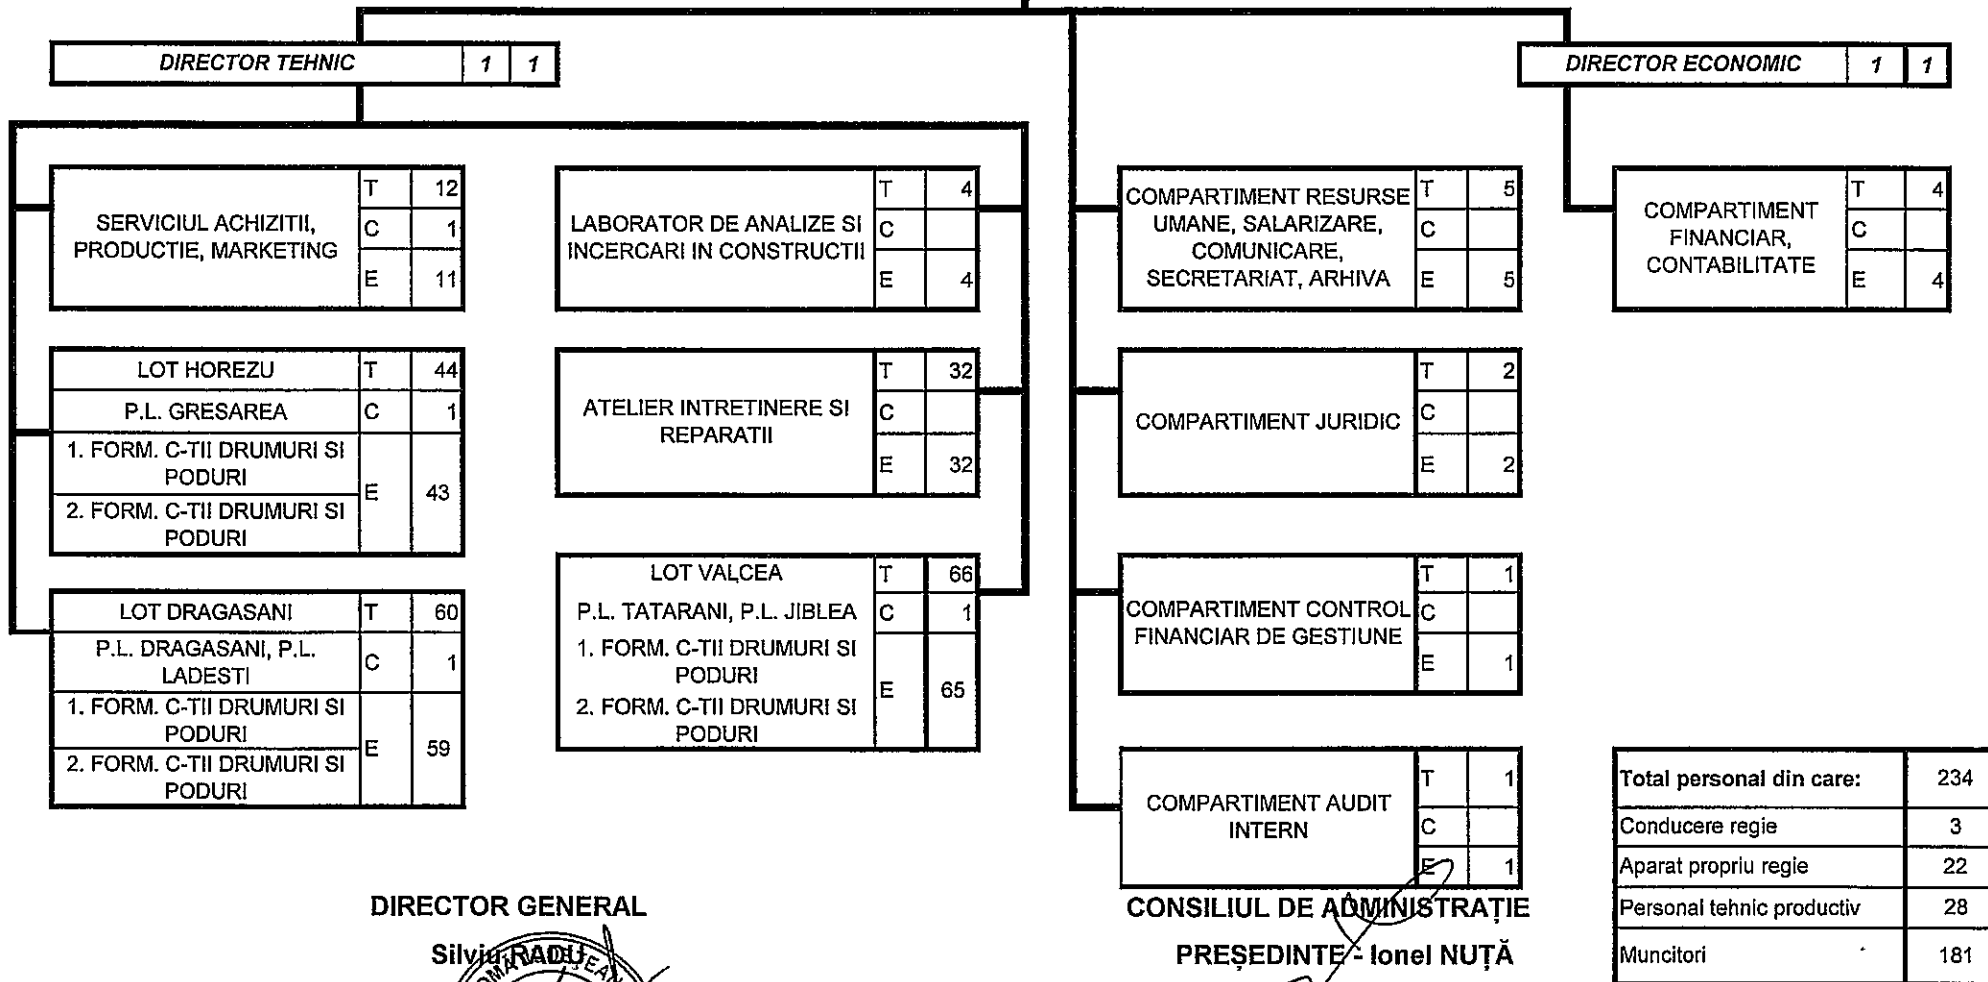 DIRECTOR TEHNIC 1 1
DIRECTOR ECONOMIC 1 1
SERVICIUL ACHIZITII,
PRODUCTIE, MARKETING
T 12
C 1
E 11
LABORATOR DE ANALIZE SI
INCERCARI IN CONSTRUCTII
T 4
C
E 4
COMPARTIMENT RESURSE
UMANE, SALARIZARE,
COMUNICARE,
SECRETARIAT, ARHIVA
T 5
C
E 5
COMPARTIMENT
FINANCIAR,
CONTABILITATE
T 4
C
E 4
LOT HOREZU T 44
P.L. GRESAREA C 1
1. FORM. C-TII DRUMURI SI
PODURI
2. FORM. C-TII DRUMURI SI
PODURI
E 43
ATELIER INTRETINERE SI
REPARATII
T 32
C
E 32
COMPARTIMENT JURIDIC
T 2
C
E 2
LOT DRAGASANI T 60
P.L. DRAGASANI, P.L.
LADESTI
C 1
1. FORM. C-TII DRUMURI SI
PODURI
2. FORM. C-TII DRUMURI SI
PODURI
E 59
LOT VALCEA T 66
P.L. TATARANI, P.L. JIBLEA C 1
1. FORM. C-TII DRUMURI SI
PODURI
2. FORM. C-TII DRUMURI SI
PODURI
E 65
COMPARTIMENT CONTROL
FINANCIAR DE GESTIUNE
T 1
C
E 1
COMPARTIMENT AUDIT
INTERN
T 1
C
E 1
Total personal din care: 234
Conducere regie 3
Aparat propriu regie 22
Personal tehnic productiv 28
Muncitori 181
DIRECTOR GENERAL
Silviu RADU
CONSILIUL DE ADMINISTRAȚIE
PREȘEDINTE - Ionel NUȚĂ